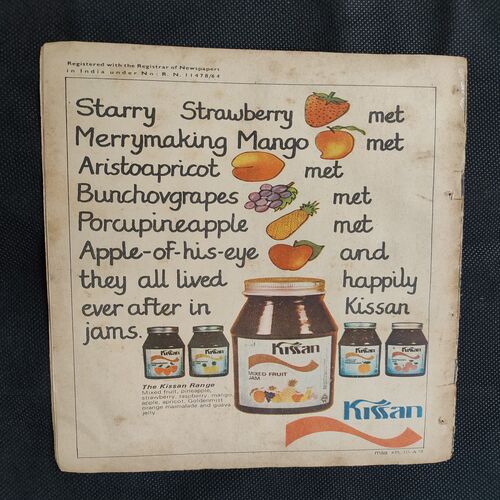 Registered with the Registrar of Newspapers
in India under No: R. N. 11478/64
Starry Strawberry met
Merrymaking Mango met
Aristoapricot met
Bunchovgrapes met
Porcupineapple met
Apple-of-his-eye and
they all lived happily
ever after in Kissan
jams.
Kissan
Kissan
Kissan
MIXED FRUIT
JAM
Kissan
Kissan
The Kissan Range
Mixed fruit, pineapple,
strawberry, raspberry, mango,
apple, apricot, Goldenmist
orange marmalade and guava
jelly.
Kissan
maa